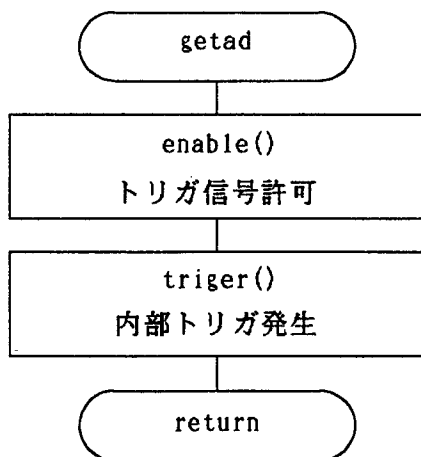 getad
enable()
トリガ信号許可
triger()
内部トリガ発生
return